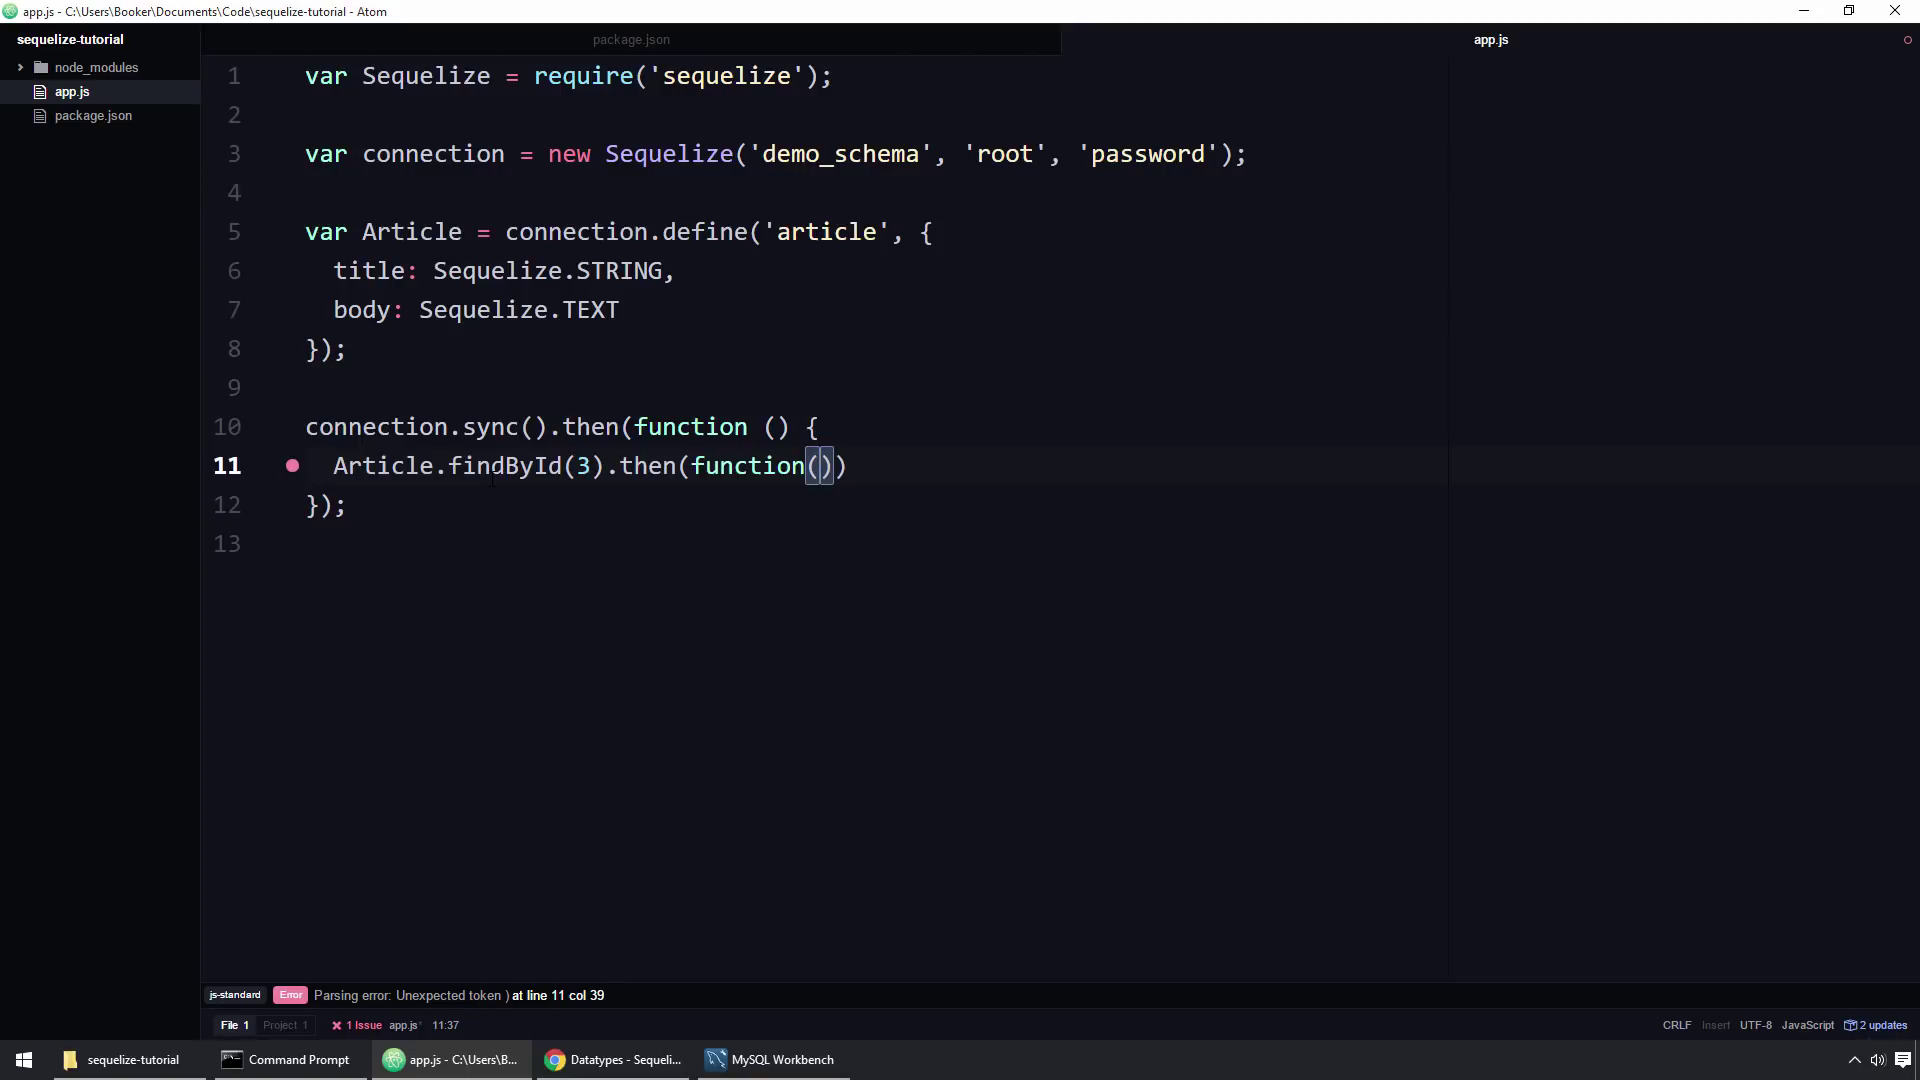 app.js - C:\Users\Booker\Documents\Code\sequelize-tutorial - Atom
sequelize-tutorial
node_modules
app.js
package.json
package.json
app.js
1 var Sequelize = require('sequelize');
2
3 var connection = new Sequelize('demo_schema', 'root', 'password');
4
5 var Article = connection.define('article', {
6 title: Sequelize.STRING,
7 body: Sequelize.TEXT
8 });
9
10 connection.sync().then(function () {
11 Article.findById(3).then(function())
12 });
13
js-standard Error Parsing error: Unexpected token ) at line 11 col 39
File 1 Project 1 1 Issue app.js* 11:37 CRLF Insert UTF-8 JavaScript 2 updates
sequelize-tutorial Command Prompt app.js - C:\Users\B... Datatypes - Sequeli... MySQL Workbench